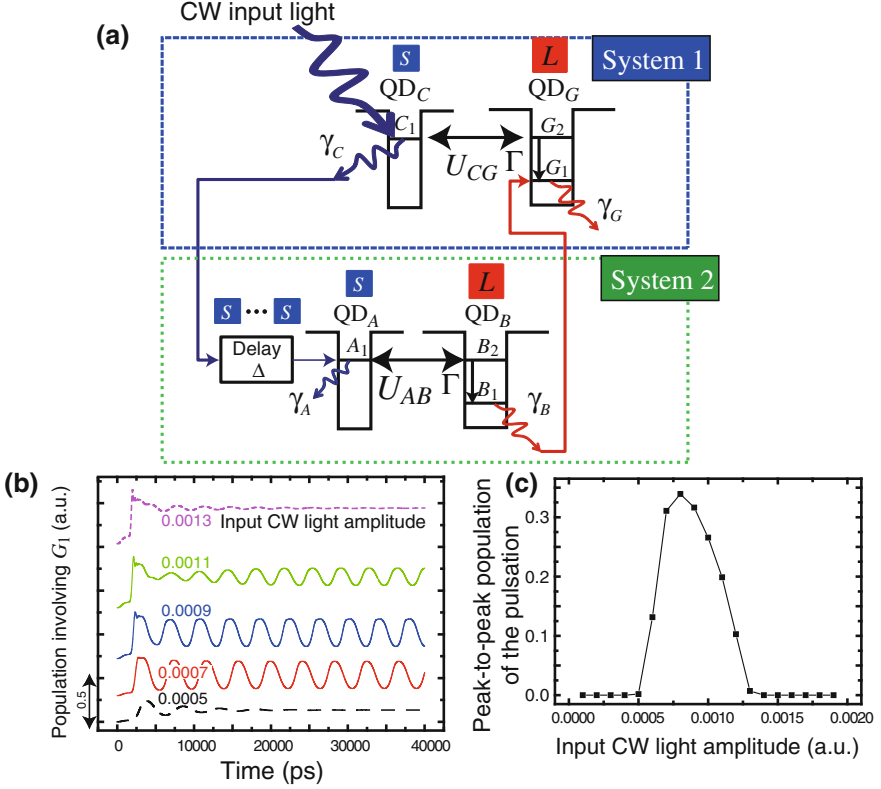 CW input light
(a)
System 1
S
L
QD_C
QD_G
C_1
G_2
γ_C
U_CG
Γ
G_1
γ_G
System 2
S
L
S ... S
QD_A
QD_B
Delay
Δ
A_1
B_2
γ_A
U_AB
Γ
B_1
γ_B
(b)
Population involving G_1 (a.u.)
0.5
0.0013
Input CW light amplitude
0.0011
0.0009
0.0007
0.0005
0
10000
20000
30000
40000
Time (ps)
(c)
Peak-to-peak population
of the pulsation
0.3
0.2
0.1
0.0
0.0000
0.0005
0.0010
0.0015
0.0020
Input CW light amplitude (a.u.)